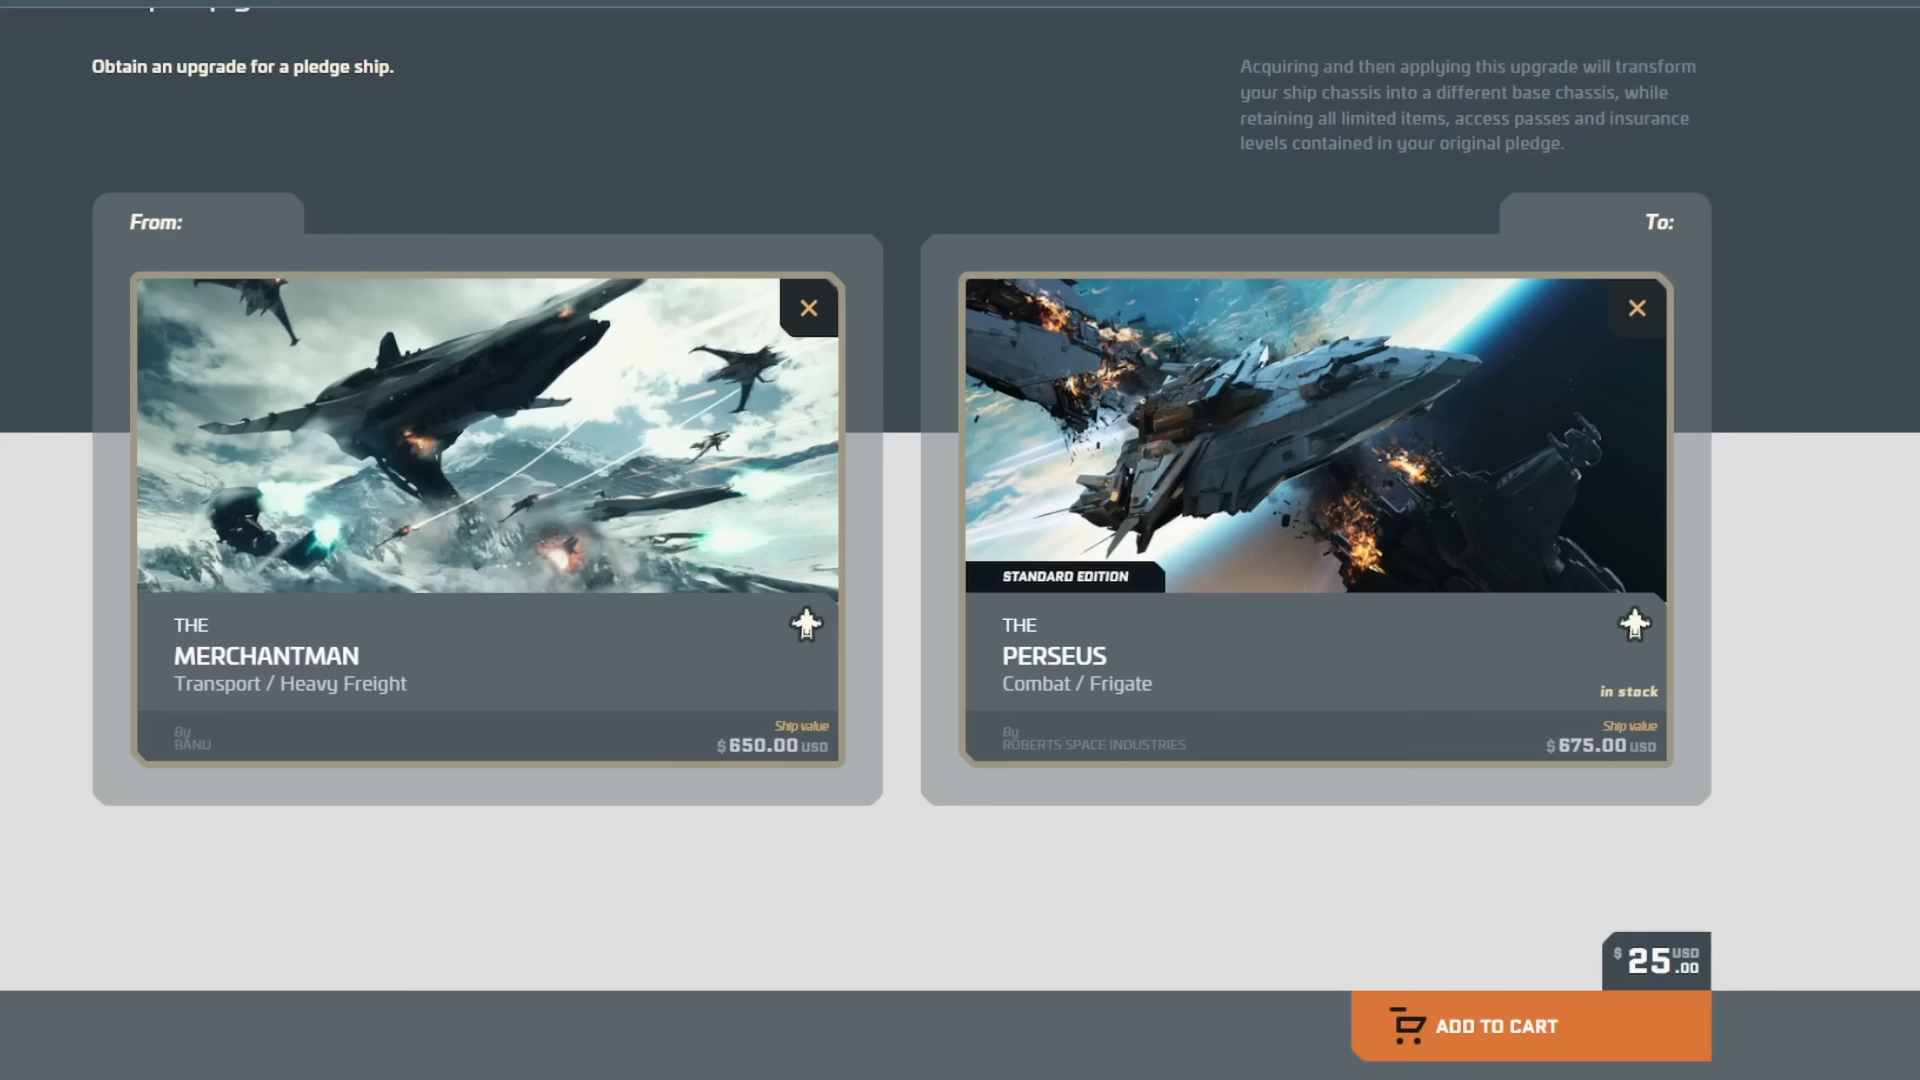 Obtain an upgrade for a pledge ship.
Acquiring and then applying this upgrade will transform
your ship chassis into a different base chassis, while
retaining all limited items, access passes and insurance
levels contained in your original pledge.
From:
To:
STANDARD EDITION
THE
MERCHANTMAN
Transport / Heavy Freight
By
BANU
Ship value
$650.00 USD
THE
PERSEUS
Combat / Frigate
in stock
By
ROBERTS SPACE INDUSTRIES
Ship value
$675.00 USD
$25.00 USD
ADD TO CART